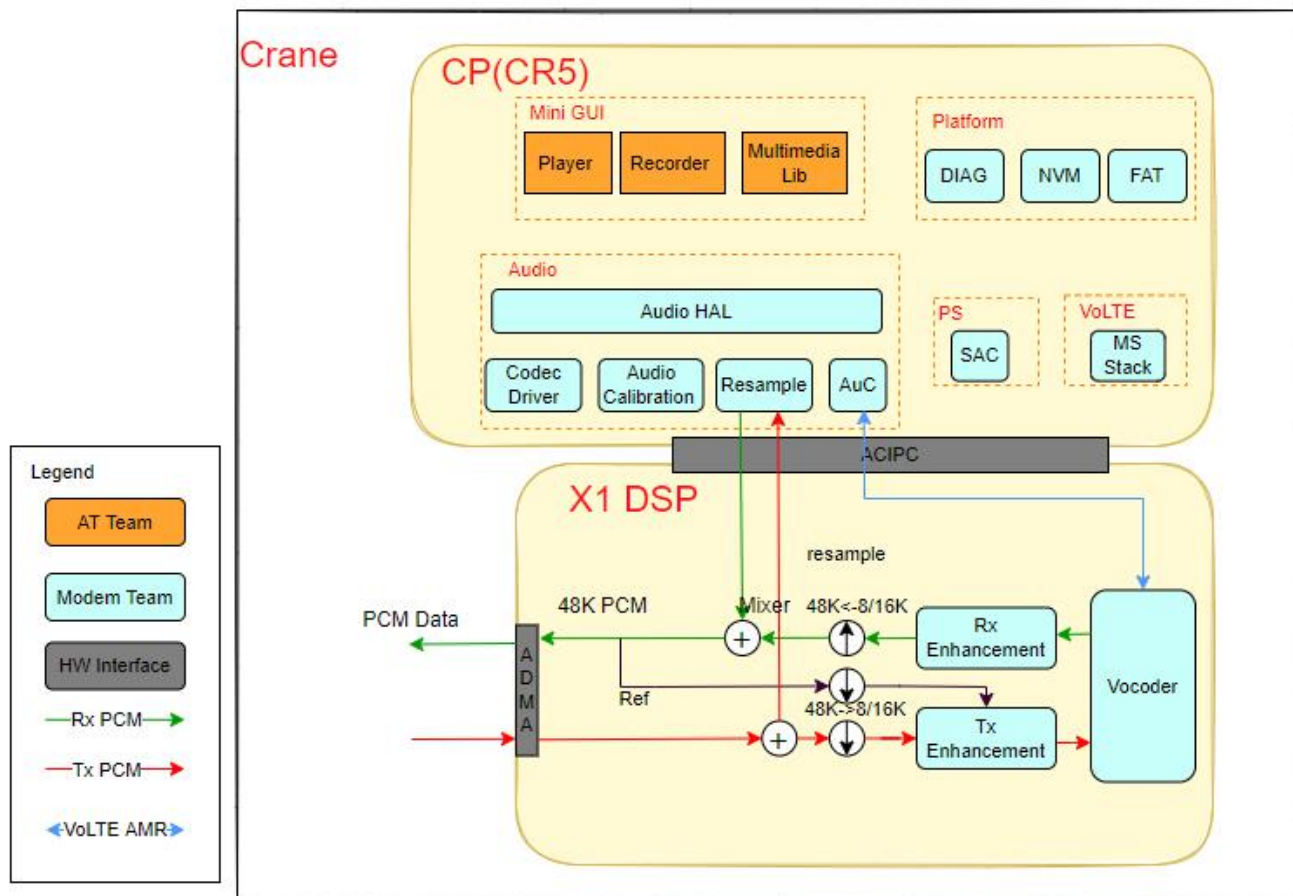 Crane
CP(CR5)
Mini GUI
Player
Recorder
Multimedia
Lib
Platform
DIAG
NVM
FAT
Audio
Audio HAL
Codec
Driver
Audio
Calibration
Resample
AuC
PS
SAC
VoLTE
MS
Stack
ACIPC
X1 DSP
resample
PCM Data
48K PCM
Mixer
48K<-8/16K
Rx
Enhancement
Vocoder
ADMA
Ref
48K->8/16K
Tx
Enhancement
+
+
Legend
AT Team
Modem Team
HW Interface
Rx PCM
Tx PCM
VoLTE AMR